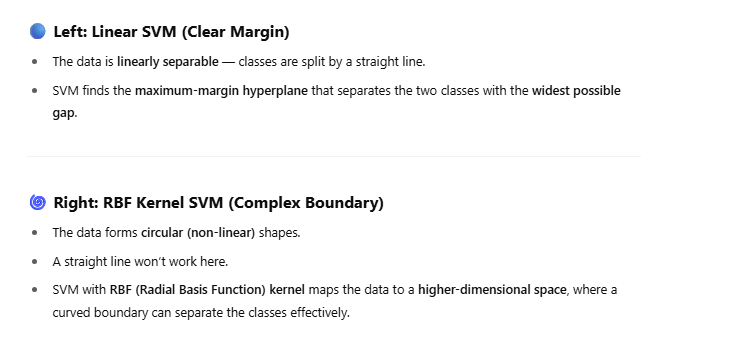 Left: Linear SVM (Clear Margin)
The data is linearly separable — classes are split by a straight line.
SVM finds the maximum-margin hyperplane that separates the two classes with the widest possible
gap.
Right: RBF Kernel SVM (Complex Boundary)
The data forms circular (non-linear) shapes.
A straight line won't work here.
SVM with RBF (Radial Basis Function) kernel maps the data to a higher-dimensional space, where a
curved boundary can separate the classes effectively.